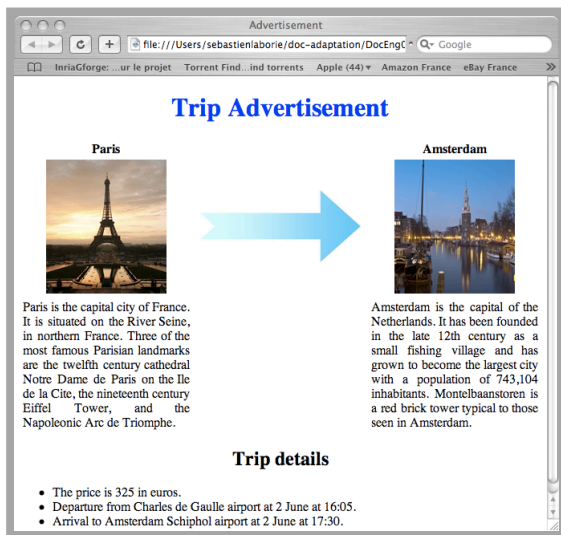 Advertisement
file:///Users/sebastienlaborie/doc-adaptation/DocEng
Google
InriaGforge: ...ur le projet Torrent Find...ind torrents Apple (44) Amazon France eBay France
Trip Advertisement
Paris
Amsterdam
Paris is the capital city of France.
It is situated on the River Seine,
in northern France. Three of the
most famous Parisian landmarks
are the twelfth century cathedral
Notre Dame de Paris on the Ile
de la Cite, the nineteenth century
Eiffel Tower, and the
Napoleonic Arc de Triomphe.
Amsterdam is the capital of the
Netherlands. It has been founded
in the late 12th century as a
small fishing village and has
grown to become the largest city
with a population of 743,104
inhabitants. Montelbaanstoren is
a red brick tower typical to those
seen in Amsterdam.
Trip details
• The price is 325 in euros.
• Departure from Charles de Gaulle airport at 2 June at 16:05.
• Arrival to Amsterdam Schiphol airport at 2 June at 17:30.